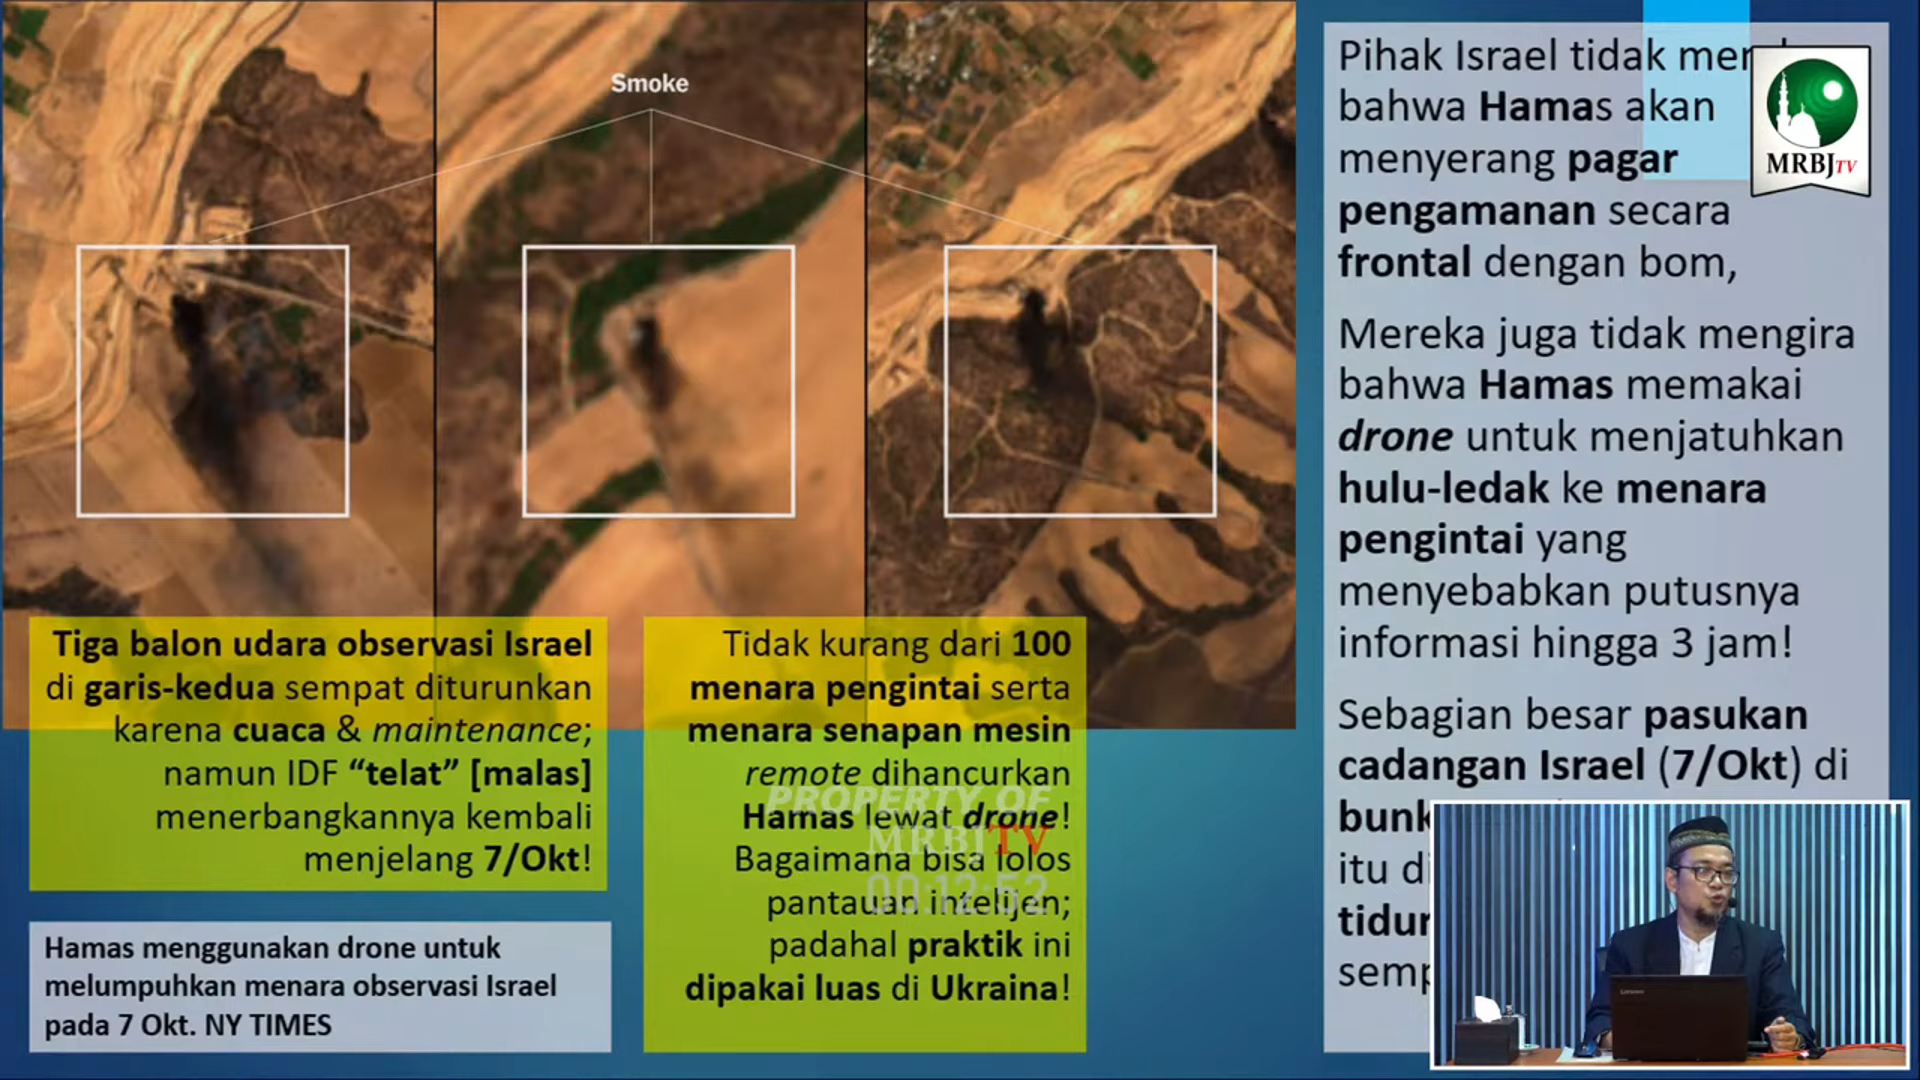 Smoke
Tiga balon udara observasi Israel
di garis-kedua sempat diturunkan
karena cuaca & maintenance;
namun IDF “telat” [malas]
menerbangkannya kembali
menjelang 7/Okt!
Hamas menggunakan drone untuk
melumpuhkan menara observasi Israel
pada 7 Okt. NY TIMES
Tidak kurang dari 100
menara pengintai serta
menara senapan mesin
remote dihancurkan
Hamas lewat drone!
Bagaimana bisa lolos
pantauan intelijen;
padahal praktik ini
dipakai luas di Ukraina!
PROPERTY OF
MRBJTV
00:12:52
Pihak Israel tidak
bahwa Hamas akan
menyerang pagar
pengamanan secara
frontal dengan bom,
Mereka juga tidak mengira
bahwa Hamas memakai
drone untuk menjatuhkan
hulu-ledak ke menara
pengintai yang
menyebabkan putusnya
informasi hingga 3 jam!
Sebagian besar pasukan
cadangan Israel (7/Okt) di
itu
MRBJTV
Lenovo